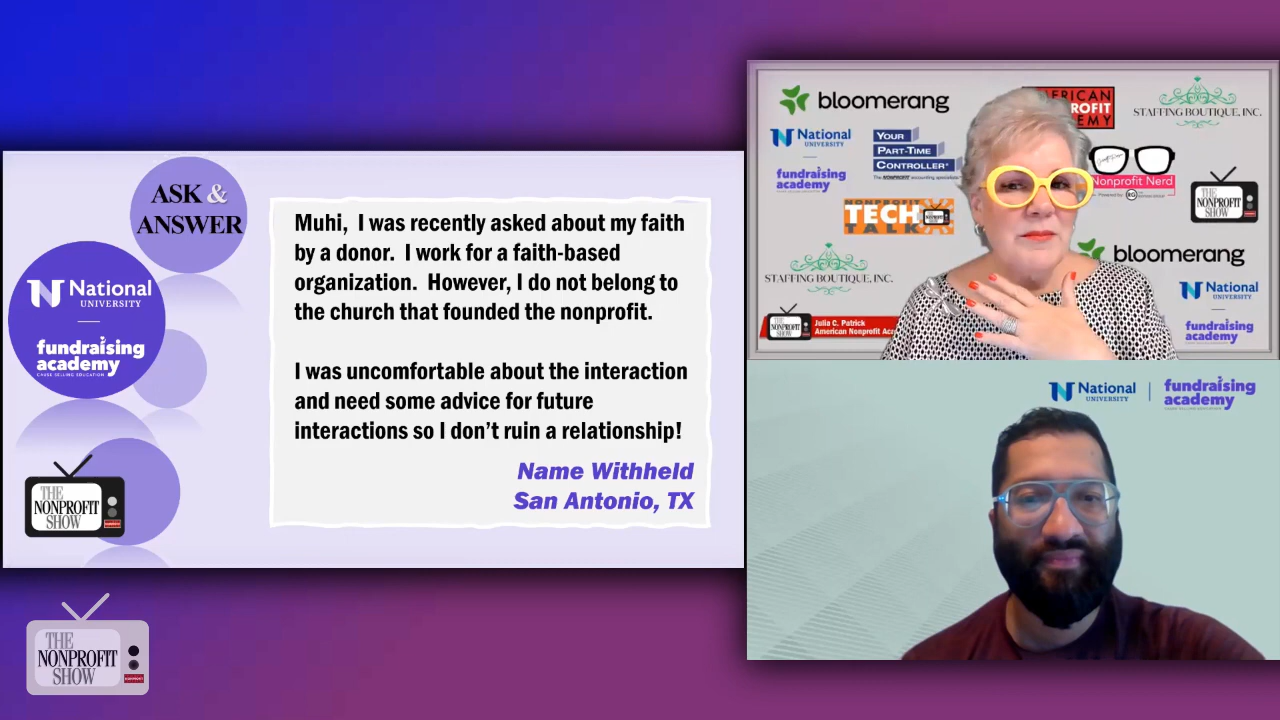 ASK &
ANSWER
National
UNIVERSITY
fundraising
academy
CAUSE SELLING EDUCATION
THE
NONPROFIT
SHOW
Muhi, I was recently asked about my faith
by a donor. I work for a faith-based
organization. However, I do not belong to
the church that founded the nonprofit.
I was uncomfortable about the interaction
and need some advice for future
interactions so I don't ruin a relationship!
Name Withheld
San Antonio, TX
THE
NONPROFIT
SHOW
bloomerang
STAFFING BOUTIQUE, INC.
National
UNIVERSITY
fundraising
academy
YOUR
PART-TIME
CONTROLLER
Nonprofit Nerd
NONPROFIT
TECH
TALK
THE
NONPROFIT
SHOW
STAFFING BOUTIQUE, INC.
bloomerang
National
UNIVERSITY
fundraising
academy
Julia C. Patrick
American Nonprofit
National
UNIVERSITY
fundraising
academy